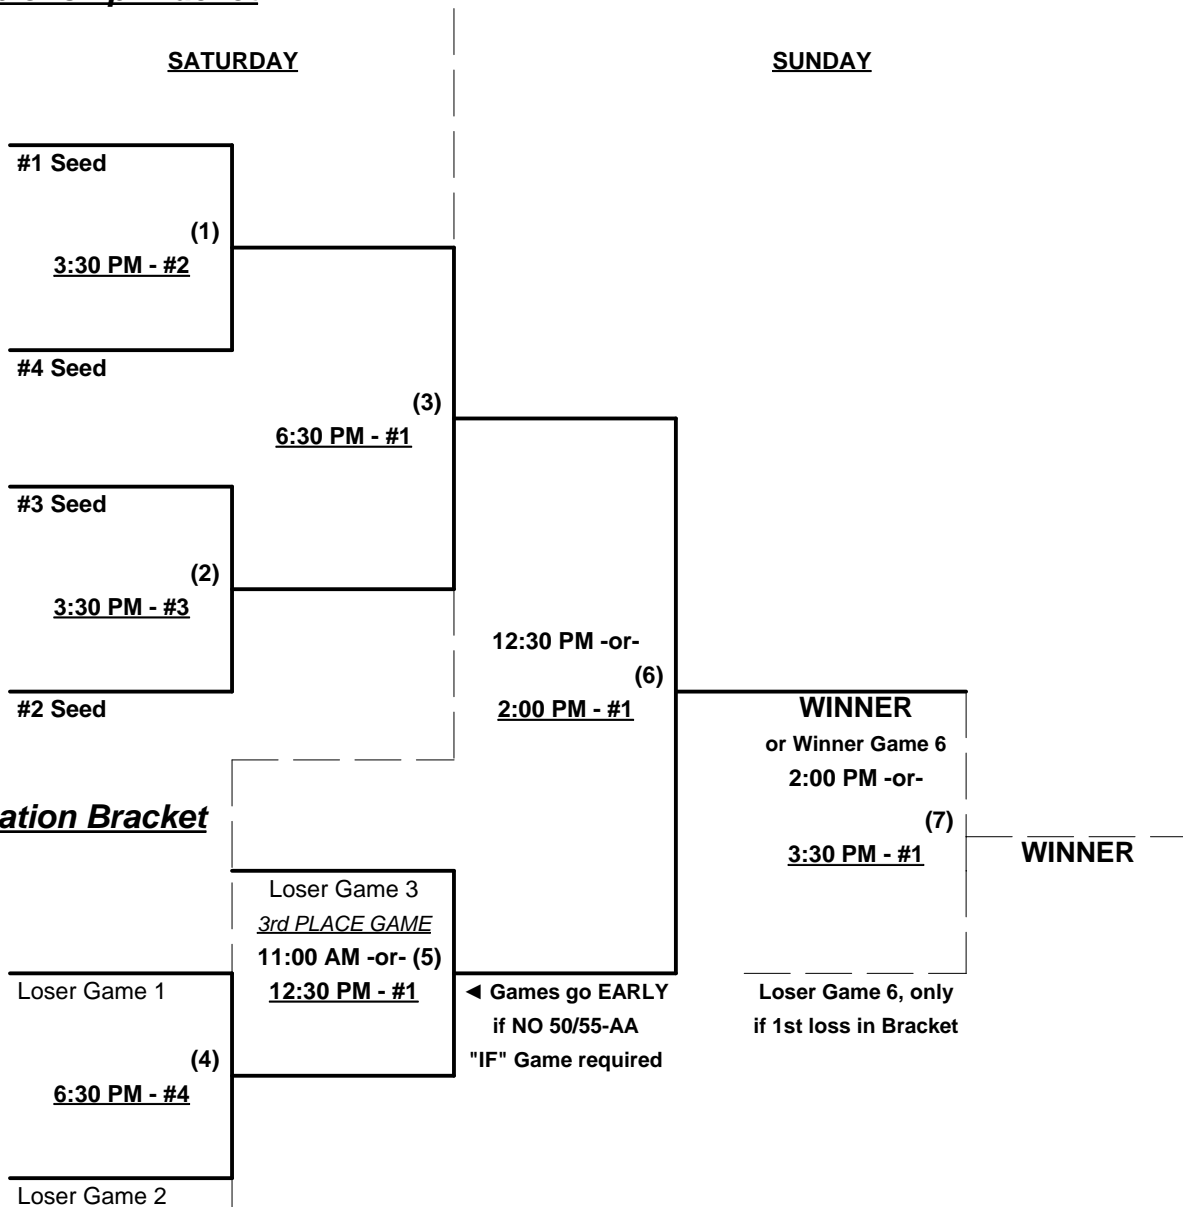 SATURDAY
SUNDAY
#1 Seed
(1)
3:30 PM - #2
#4 Seed
(3)
6:30 PM - #1
#3 Seed
(2)
3:30 PM - #3
#2 Seed
12:30 PM -or-
(6)
2:00 PM - #1
WINNER
or Winner Game 6
2:00 PM -or-
(7)
3:30 PM - #1
WINNER
Bracket
Loser Game 3
3rd PLACE GAME
11:00 AM -or- (5)
12:30 PM - #1
◄ Games go EARLY
if NO 50/55-AA
"IF" Game required
Loser Game 6, only
if 1st loss in Bracket
Loser Game 1
(4)
6:30 PM - #4
Loser Game 2